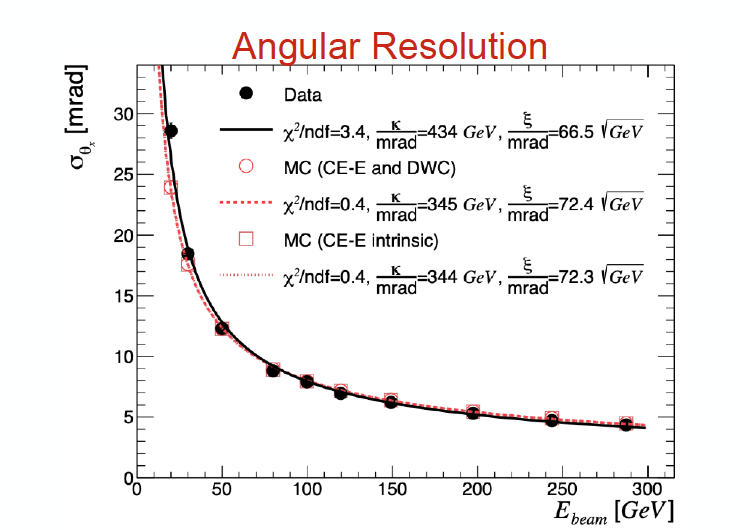 Angular Resolution
σθx [mrad]
Data
χ²/ndf=3.4, κ/mrad=434 GeV, ξ/mrad=66.5 √GeV
MC (CE-E and DWC)
χ²/ndf=0.4, κ/mrad=345 GeV, ξ/mrad=72.4 √GeV
MC (CE-E intrinsic)
χ²/ndf=0.4, κ/mrad=344 GeV, ξ/mrad=72.3 √GeV
30
25
20
15
10
5
0
0 50 100 150 200 250 300
Ebeam [GeV]